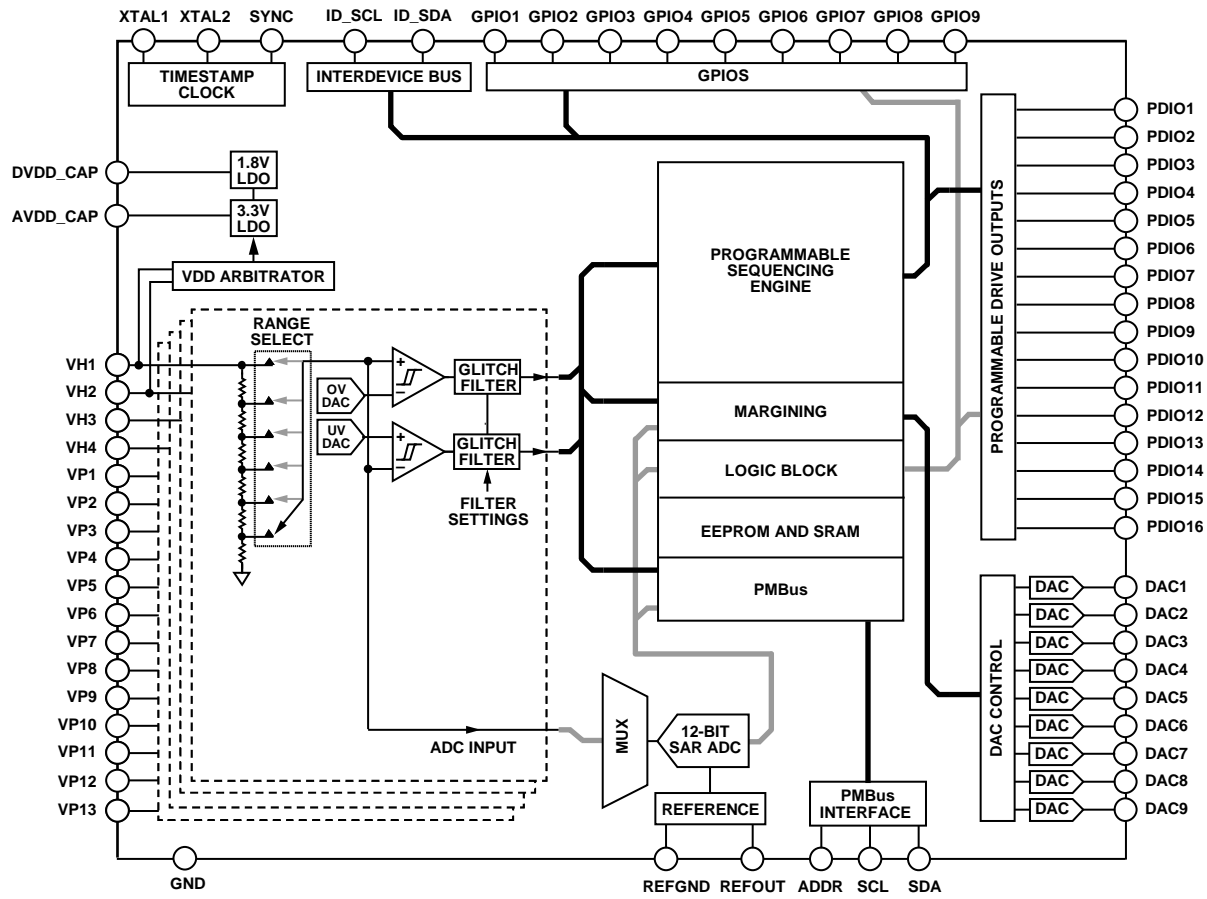 XTAL1 XTAL2 SYNC ID_SCL ID_SDA GPIO1 GPIO2 GPIO3 GPIO4 GPIO5 GPIO6 GPIO7 GPIO8 GPIO9
TIMESTAMP
CLOCK
INTERDEVICE BUS
GPIOS
DVDD_CAP
1.8V
LDO
AVDD_CAP
3.3V
LDO
VDD ARBITRATOR
RANGE
SELECT
VH1
VH2
VH3
VH4
VP1
VP2
VP3
VP4
VP5
VP6
VP7
VP8
VP9
VP10
VP11
VP12
VP13
OV
DAC
+
−
GLITCH
FILTER
UV
DAC
+
−
GLITCH
FILTER
FILTER
SETTINGS
ADC INPUT
PROGRAMMABLE
SEQUENCING
ENGINE
MARGINING
LOGIC BLOCK
EEPROM AND SRAM
PMBus
MUX
12-BIT
SAR ADC
REFERENCE
PMBus
INTERFACE
PROGRAMMABLE DRIVE OUTPUTS
PDIO1
PDIO2
PDIO3
PDIO4
PDIO5
PDIO6
PDIO7
PDIO8
PDIO9
PDIO10
PDIO11
PDIO12
PDIO13
PDIO14
PDIO15
PDIO16
DAC CONTROL
DAC DAC1
DAC DAC2
DAC DAC3
DAC DAC4
DAC DAC5
DAC DAC6
DAC DAC7
DAC DAC8
DAC DAC9
GND
REFGND REFOUT ADDR SCL SDA